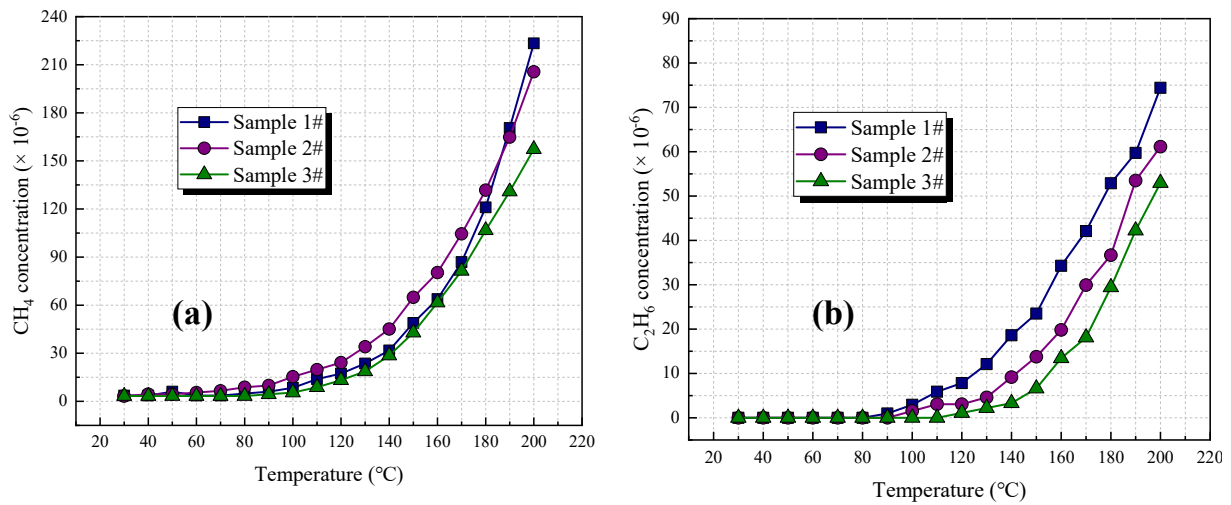 240
210
180
150
120
90
60
30
0
CH₄ concentration (× 10⁻⁶)
Sample 1#
Sample 2#
Sample 3#
(a)
20 40 60 80 100 120 140 160 180 200 220
Temperature (℃)
90
80
70
60
50
40
30
20
10
0
C₂H₆ concentration (× 10⁻⁶)
Sample 1#
Sample 2#
Sample 3#
(b)
20 40 60 80 100 120 140 160 180 200 220
Temperature (℃)